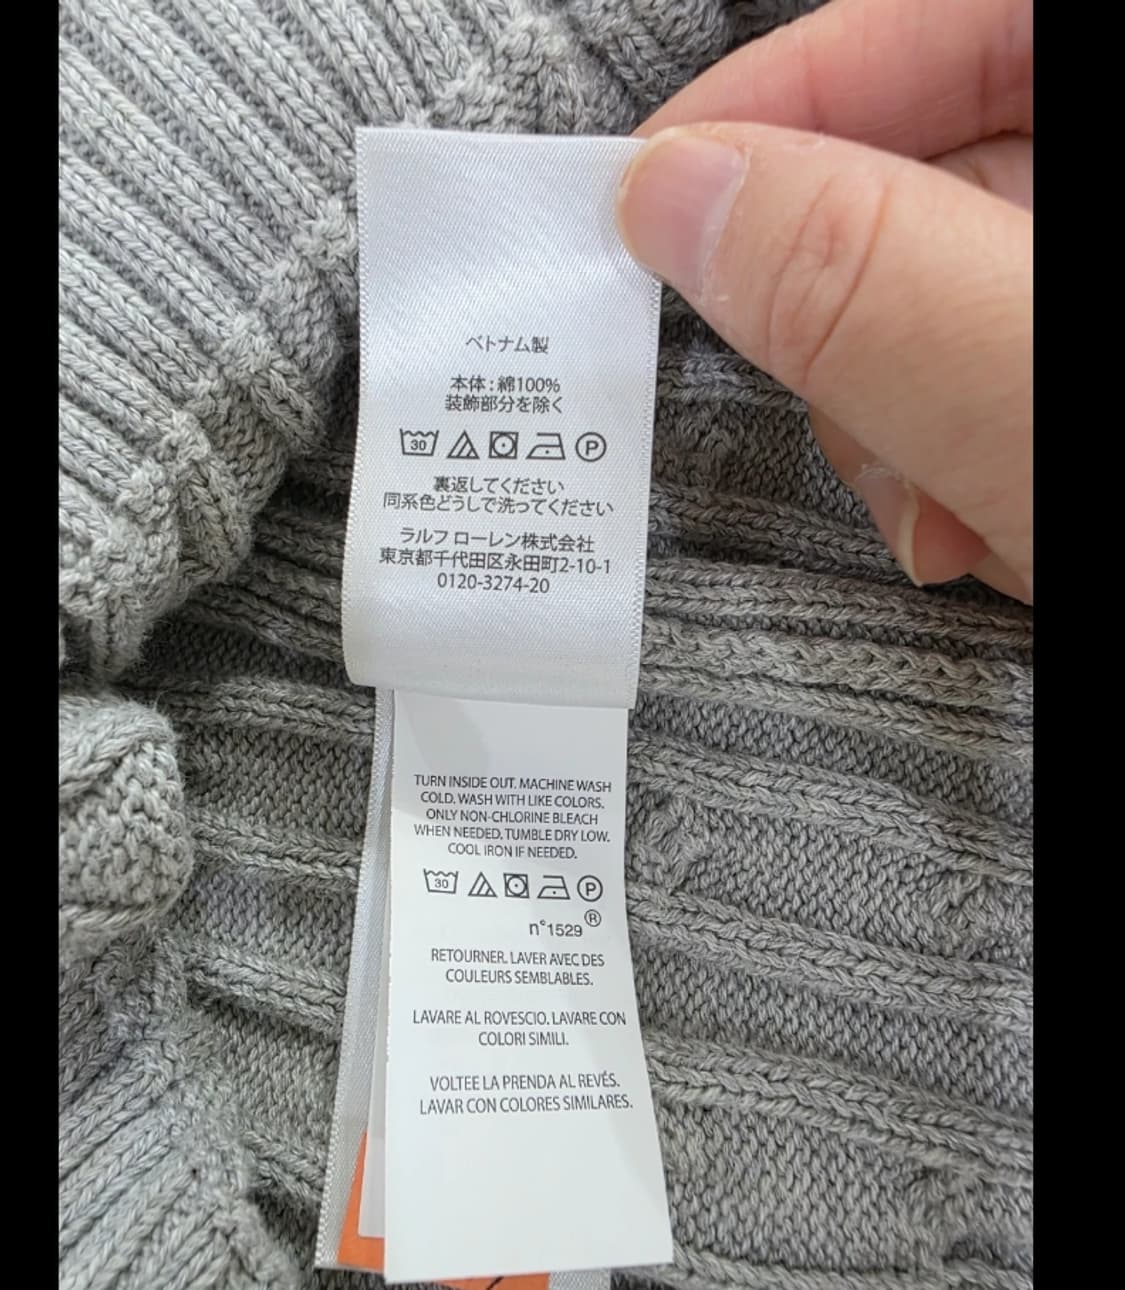 ベトナム製
本体:綿100%
装飾部分を除く
30 P
裏返してください
同系色どうしで洗ってください
ラルフ ローレン株式会社
東京都千代田区永田町2-10-1
0120-3274-20
TURN INSIDE OUT. MACHINE WASH
COLD. WASH WITH LIKE COLORS.
ONLY NON-CHLORINE BLEACH
WHEN NEEDED. TUMBLE DRY LOW.
COOL IRON IF NEEDED.
30 P
n°1529 ®
RETOURNER. LAVER AVEC DES
COULEURS SEMBLABLES.
LAVARE AL ROVESCIO. LAVARE CON
COLORI SIMILI.
VOLTEE LA PRENDA AL REVÉS.
LAVAR CON COLORES SIMILARES.